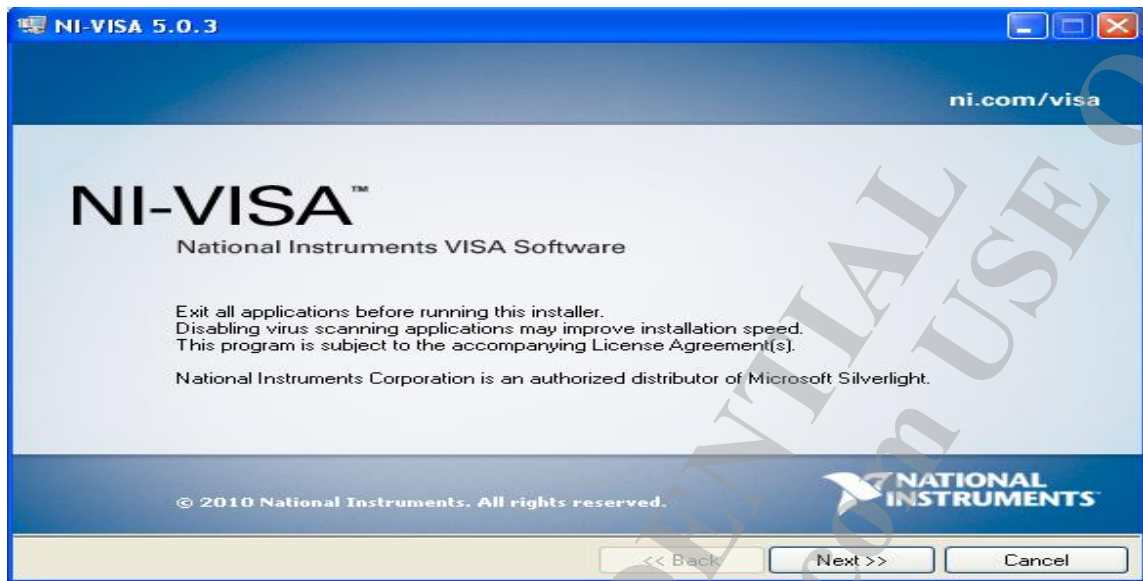 NI-VISA 5.0.3
ni.com/visa
NI-VISA™
National Instruments VISA Software
Exit all applications before running this installer.
Disabling virus scanning applications may improve installation speed.
This program is subject to the accompanying License Agreement(s).
National Instruments Corporation is an authorized distributor of Microsoft Silverlight.
NATIONAL
INSTRUMENTS
© 2010 National Instruments. All rights reserved.
<< Back
Next >>
Cancel